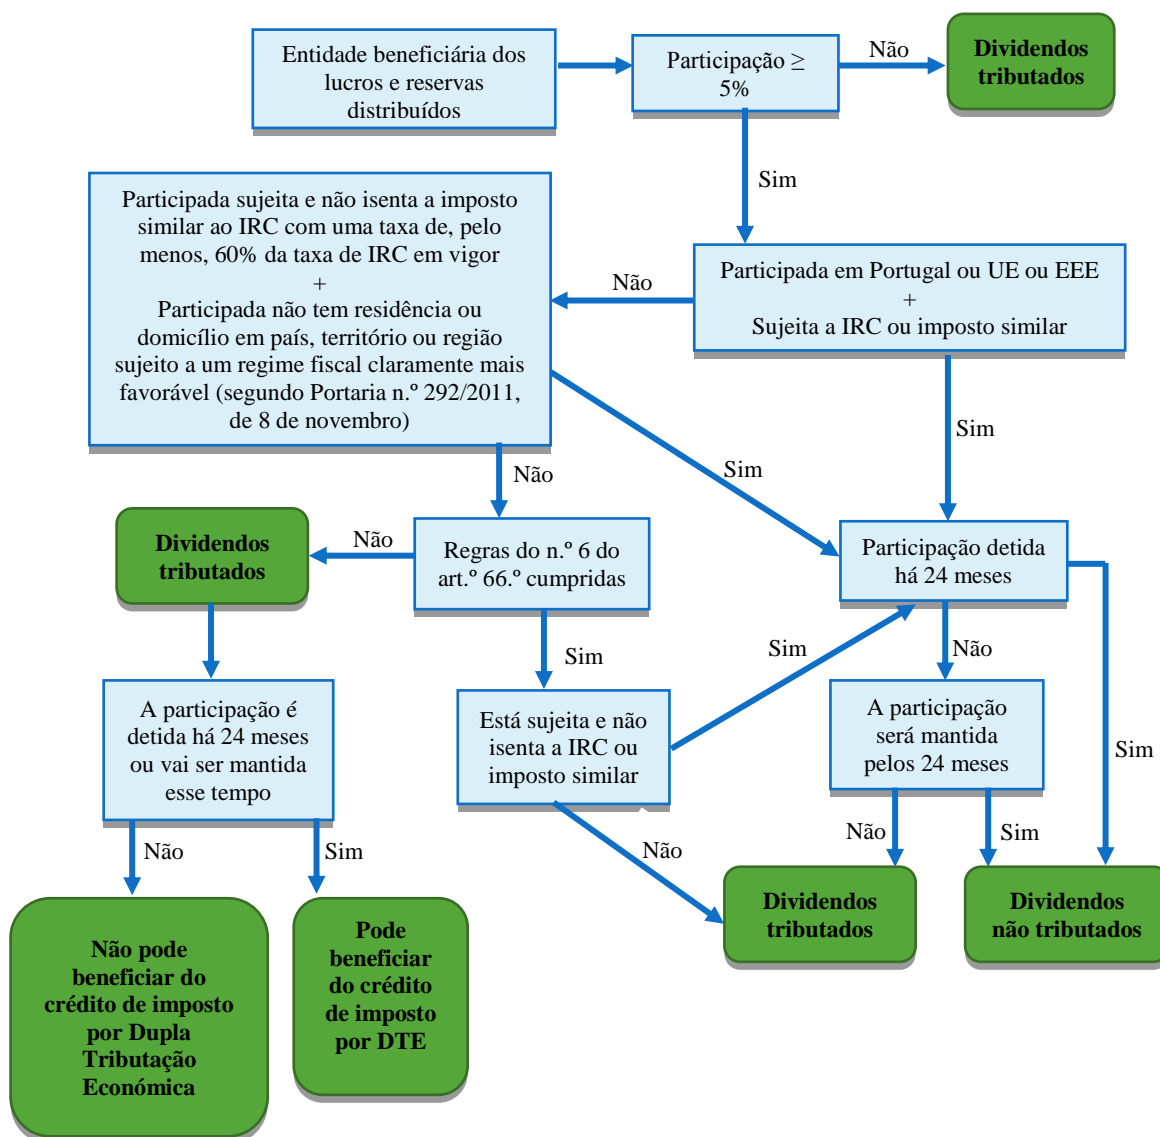 Entidade beneficiária dos
lucros e reservas
distribuídos
Participação ≥
5%
Não
Dividendos
tributados
Sim
Participada sujeita e não isenta a imposto
similar ao IRC com uma taxa de, pelo
menos, 60% da taxa de IRC em vigor
+
Participada não tem residência ou
domicílio em país, território ou região
sujeito a um regime fiscal claramente mais
favorável (segundo Portaria n.º 292/2011,
de 8 de novembro)
Não
Participada em Portugal ou UE ou EEE
+
Sujeita a IRC ou imposto similar
Sim
Sim
Não
Dividendos
tributados
Não
Regras do n.º 6 do
art.º 66.º cumpridas
Participação detida
há 24 meses
Sim
Sim
Não
A participação é
detida há 24 meses
ou vai ser mantida
esse tempo
Está sujeita e não
isenta a IRC ou
imposto similar
A participação
será mantida
pelos 24 meses
Sim
Não
Sim
Não
Não
Sim
Não pode
beneficiar do
crédito de imposto
por Dupla
Tributação
Económica
Pode
beneficiar
do crédito
de imposto
por DTE
Dividendos
tributados
Dividendos
não tributados